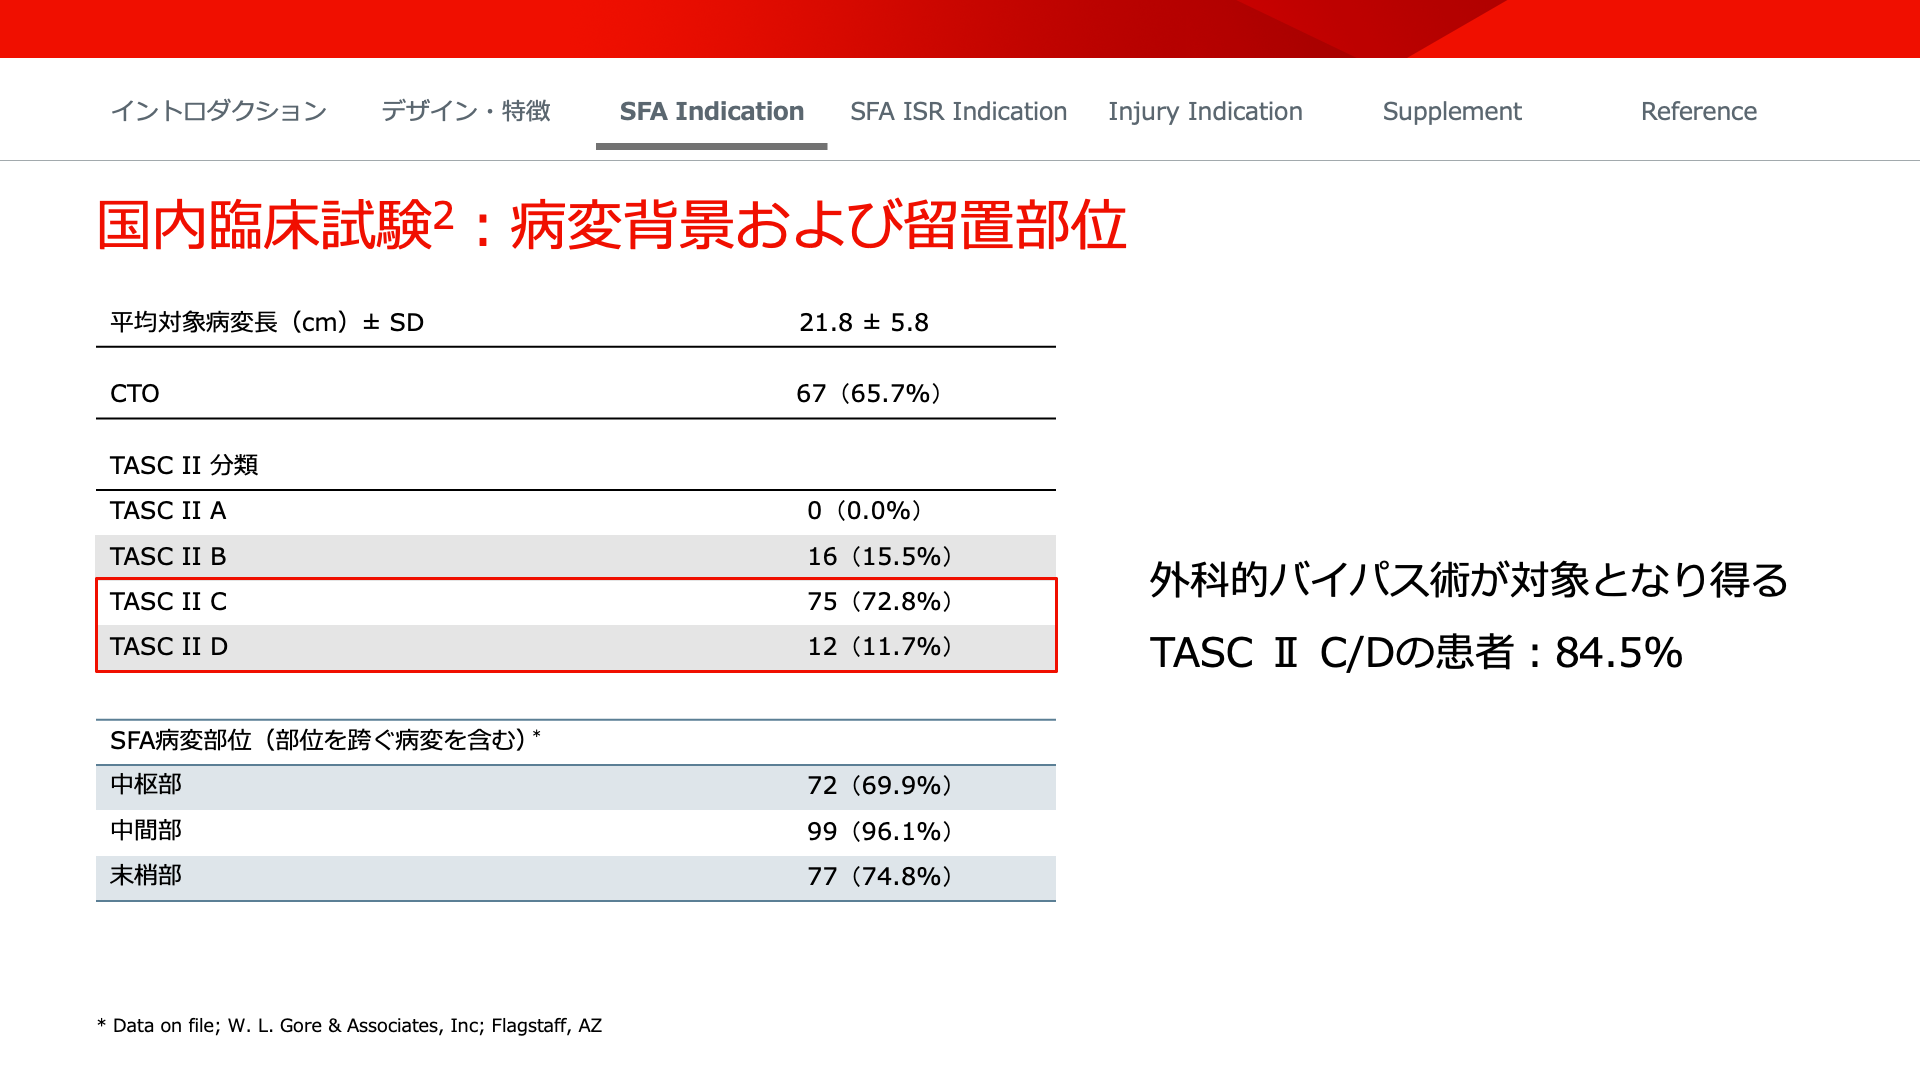 イントロダクション デザイン・特徴 SFA Indication SFA ISR Indication Injury Indication Supplement Reference
国内臨床試験2：病変背景および留置部位
平均対象病変長（cm）± SD 21.8 ± 5.8
CTO 67（65.7%）
TASC II 分類
TASC II A 0（0.0%）
TASC II B 16（15.5%）
TASC II C 75（72.8%）
TASC II D 12（11.7%）
外科的バイパス術が対象となり得る
TASC Ⅱ C/Dの患者：84.5%
SFA病変部位（部位を跨ぐ病変を含む）*
中枢部 72（69.9%）
中間部 99（96.1%）
末梢部 77（74.8%）
* Data on file; W. L. Gore & Associates, Inc; Flagstaff, AZ